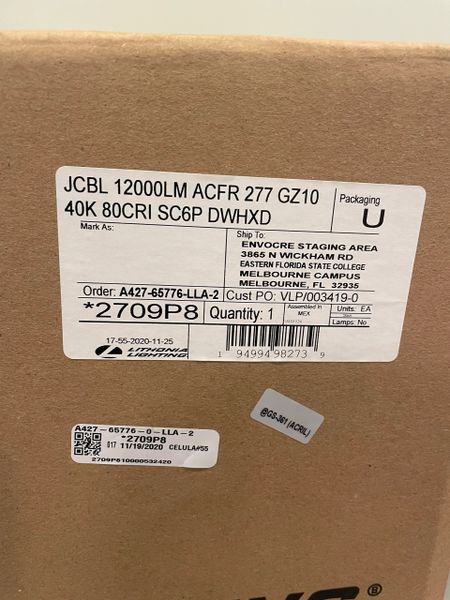 JCBL 12000LM ACFR 277 GZ10
40K 80CRI SC6P DWHXD
Packaging
U
Mark As:
Ship To:
ENVOCRE STAGING AREA
3865 N WICKHAM RD
EASTERN FLORIDA STATE COLLEGE
MELBOURNE CAMPUS
MELBOURNE, FL 32935
Order: A427-65776-LLA-2
Cust PO: VLP/003419-0
*2709P8
Quantity: 1
Assembled in
MEX
Units: EA
Lamps: No
17-55-2020-11-25
LITHONIA
LIGHTING
1 94994 98273 9
@GS-361 (ACRIL)
A427-65776-0-LLA-2
*2709P8
017 11/19/2020 CELULA#55
2709P810000532420
®